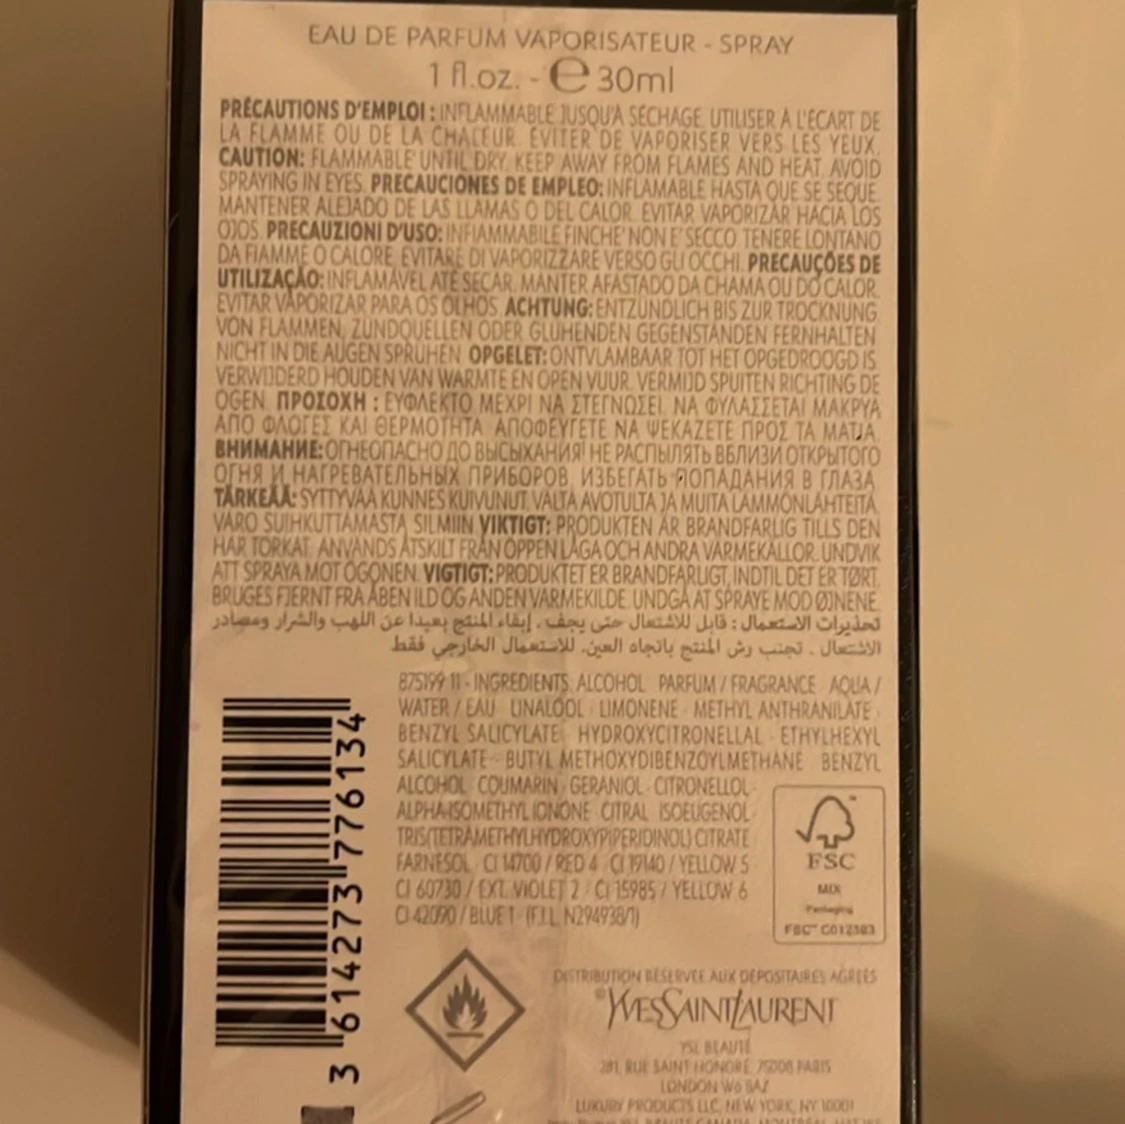 EAU DE PARFUM VAPORISATEUR - SPRAY
1 fl.oz. - ℮ 30ml
PRÉCAUTIONS D'EMPLOI : INFLAMMABLE JUSQU'À SÉCHAGE. UTILISER À L'ÉCART DE
LA FLAMME OU DE LA CHALEUR. ÉVITER DE VAPORISER VERS LES YEUX.
CAUTION: FLAMMABLE UNTIL DRY. KEEP AWAY FROM FLAMES AND HEAT. AVOID
SPRAYING IN EYES. PRECAUCIONES DE EMPLEO: INFLAMABLE HASTA QUE SE SEQUE.
MANTENER ALEJADO DE LAS LLAMAS O DEL CALOR. EVITAR VAPORIZAR HACIA LOS
OJOS. PRECAUZIONI D'USO: INFIAMMABILE FINCHE' NON E' SECCO. TENERE LONTANO
DA FIAMME O CALORE. EVITARE DI VAPORIZZARE VERSO GLI OCCHI. PRECAUÇÕES DE
UTILIZAÇÃO: INFLAMÁVEL ATÉ SECAR. MANTER AFASTADO DA CHAMA OU DO CALOR.
EVITAR VAPORIZAR PARA OS OLHOS. ACHTUNG: ENTZÜNDLICH BIS ZUR TROCKNUNG.
VON FLAMMEN, ZÜNDQUELLEN ODER GLÜHENDEN GEGENSTÄNDEN FERNHALTEN.
NICHT IN DIE AUGEN SPRÜHEN. OPGELET: ONTVLAMBAAR TOT HET OPGEDROOGD IS.
VERWIJDERD HOUDEN VAN WARMTE EN OPEN VUUR. VERMIJD SPUITEN RICHTING DE
OGEN. ΠΡΟΣΟΧΗ : ΕΥΦΛΕΚΤΟ ΜΕΧΡΙ ΝΑ ΣΤΕΓΝΩΣΕΙ. ΝΑ ΦΥΛΑΣΣΕΤΑΙ ΜΑΚΡΥΑ
ΑΠΟ ΦΛΟΓΕΣ ΚΑΙ ΘΕΡΜΟΤΗΤΑ. ΑΠΟΦΕΥΓΕΤΕ ΝΑ ΨΕΚΑΖΕΤΕ ΠΡΟΣ ΤΑ ΜΑΤΙΑ.
ВНИМАНИЕ: ОГНЕОПАСНО ДО ВЫСЫХАНИЯ! НЕ РАСПЫЛЯТЬ ВБЛИЗИ ОТКРЫТОГО
ОГНЯ И НАГРЕВАТЕЛЬНЫХ ПРИБОРОВ. ИЗБЕГАТЬ ПОПАДАНИЯ В ГЛАЗА.
TÄRKEÄÄ: SYTTYVÄÄ KUNNES KUIVUNUT. VÄLTÄ AVOTULTA JA MUITA LÄMMÖNLÄHTEITÄ.
VARO SUIHKUTTAMASTA SILMIIN. VIKTIGT: PRODUKTEN ÄR BRANDFARLIG TILLS DEN
HAR TORKAT. ANVÄNDS ÅTSKILT FRÅN ÖPPEN LÅGA OCH ANDRA VÄRMEKÄLLOR. UNDVIK
ATT SPRAYA MOT ÖGONEN. VIGTIGT: PRODUKTET ER BRANDFARLIGT, INDTIL DET ER TØRT.
BRUGES FJERNT FRA ÅBEN ILD OG ANDEN VARMEKILDE. UNDGÅ AT SPRAYE MOD ØJNENE.
تحذيرات الاستعمال : قابل للاشتعال حتى يجف . إبقاء المنتج بعيدا عن اللهب والشرار ومصادر
الاشتعال . تجنب رش المنتج باتجاه العين. للاستعمال الخارجي فقط
875199 11 - INGREDIENTS: ALCOHOL · PARFUM / FRAGRANCE · AQUA /
WATER / EAU · LINALOOL · LIMONENE · METHYL ANTHRANILATE ·
BENZYL SALICYLATE · HYDROXYCITRONELLAL · ETHYLHEXYL
SALICYLATE · BUTYL METHOXYDIBENZOYLMETHANE · BENZYL
ALCOHOL · COUMARIN · GERANIOL · CITRONELLOL ·
ALPHA-ISOMETHYL IONONE · CITRAL · ISOEUGENOL ·
TRIS(TETRAMETHYLHYDROXYPIPERIDINOL) CITRATE ·
FARNESOL · CI 14700 / RED 4 · CI 19140 / YELLOW 5 ·
CI 60730 / EXT. VIOLET 2 · CI 15985 / YELLOW 6 ·
CI 42090 / BLUE 1 · (F.I.L. N294938/1)
3 614273 776134
FSC
MIX
Packaging
FSC™ C012383
DISTRIBUTION RÉSERVÉE AUX DÉPOSITAIRES AGRÉÉS
YVESSAINTLAURENT
YSL BEAUTÉ
281, RUE SAINT HONORÉ, 75008 PARIS
LONDON W6 8AZ
LUXURY PRODUCTS LLC, NEW YORK, NY 10001